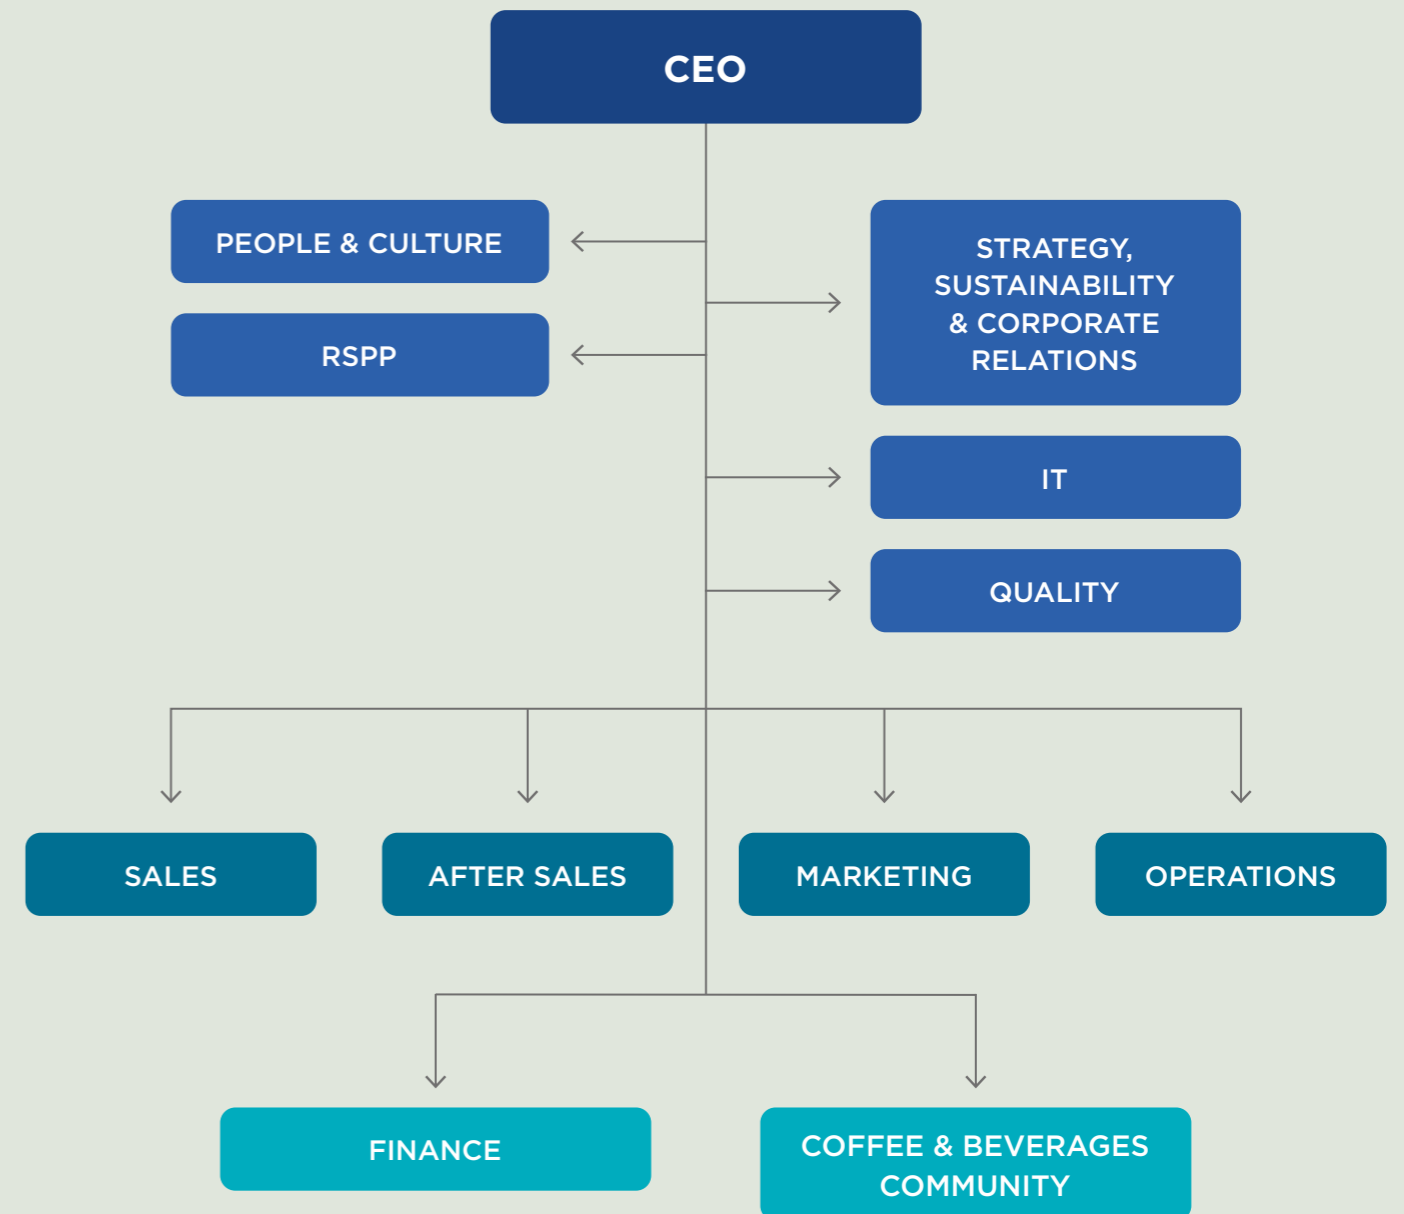 CEO
PEOPLE & CULTURE
RSPP
STRATEGY,
SUSTAINABILITY
& CORPORATE
RELATIONS
IT
QUALITY
SALES
AFTER SALES
MARKETING
OPERATIONS
FINANCE
COFFEE & BEVERAGES
COMMUNITY